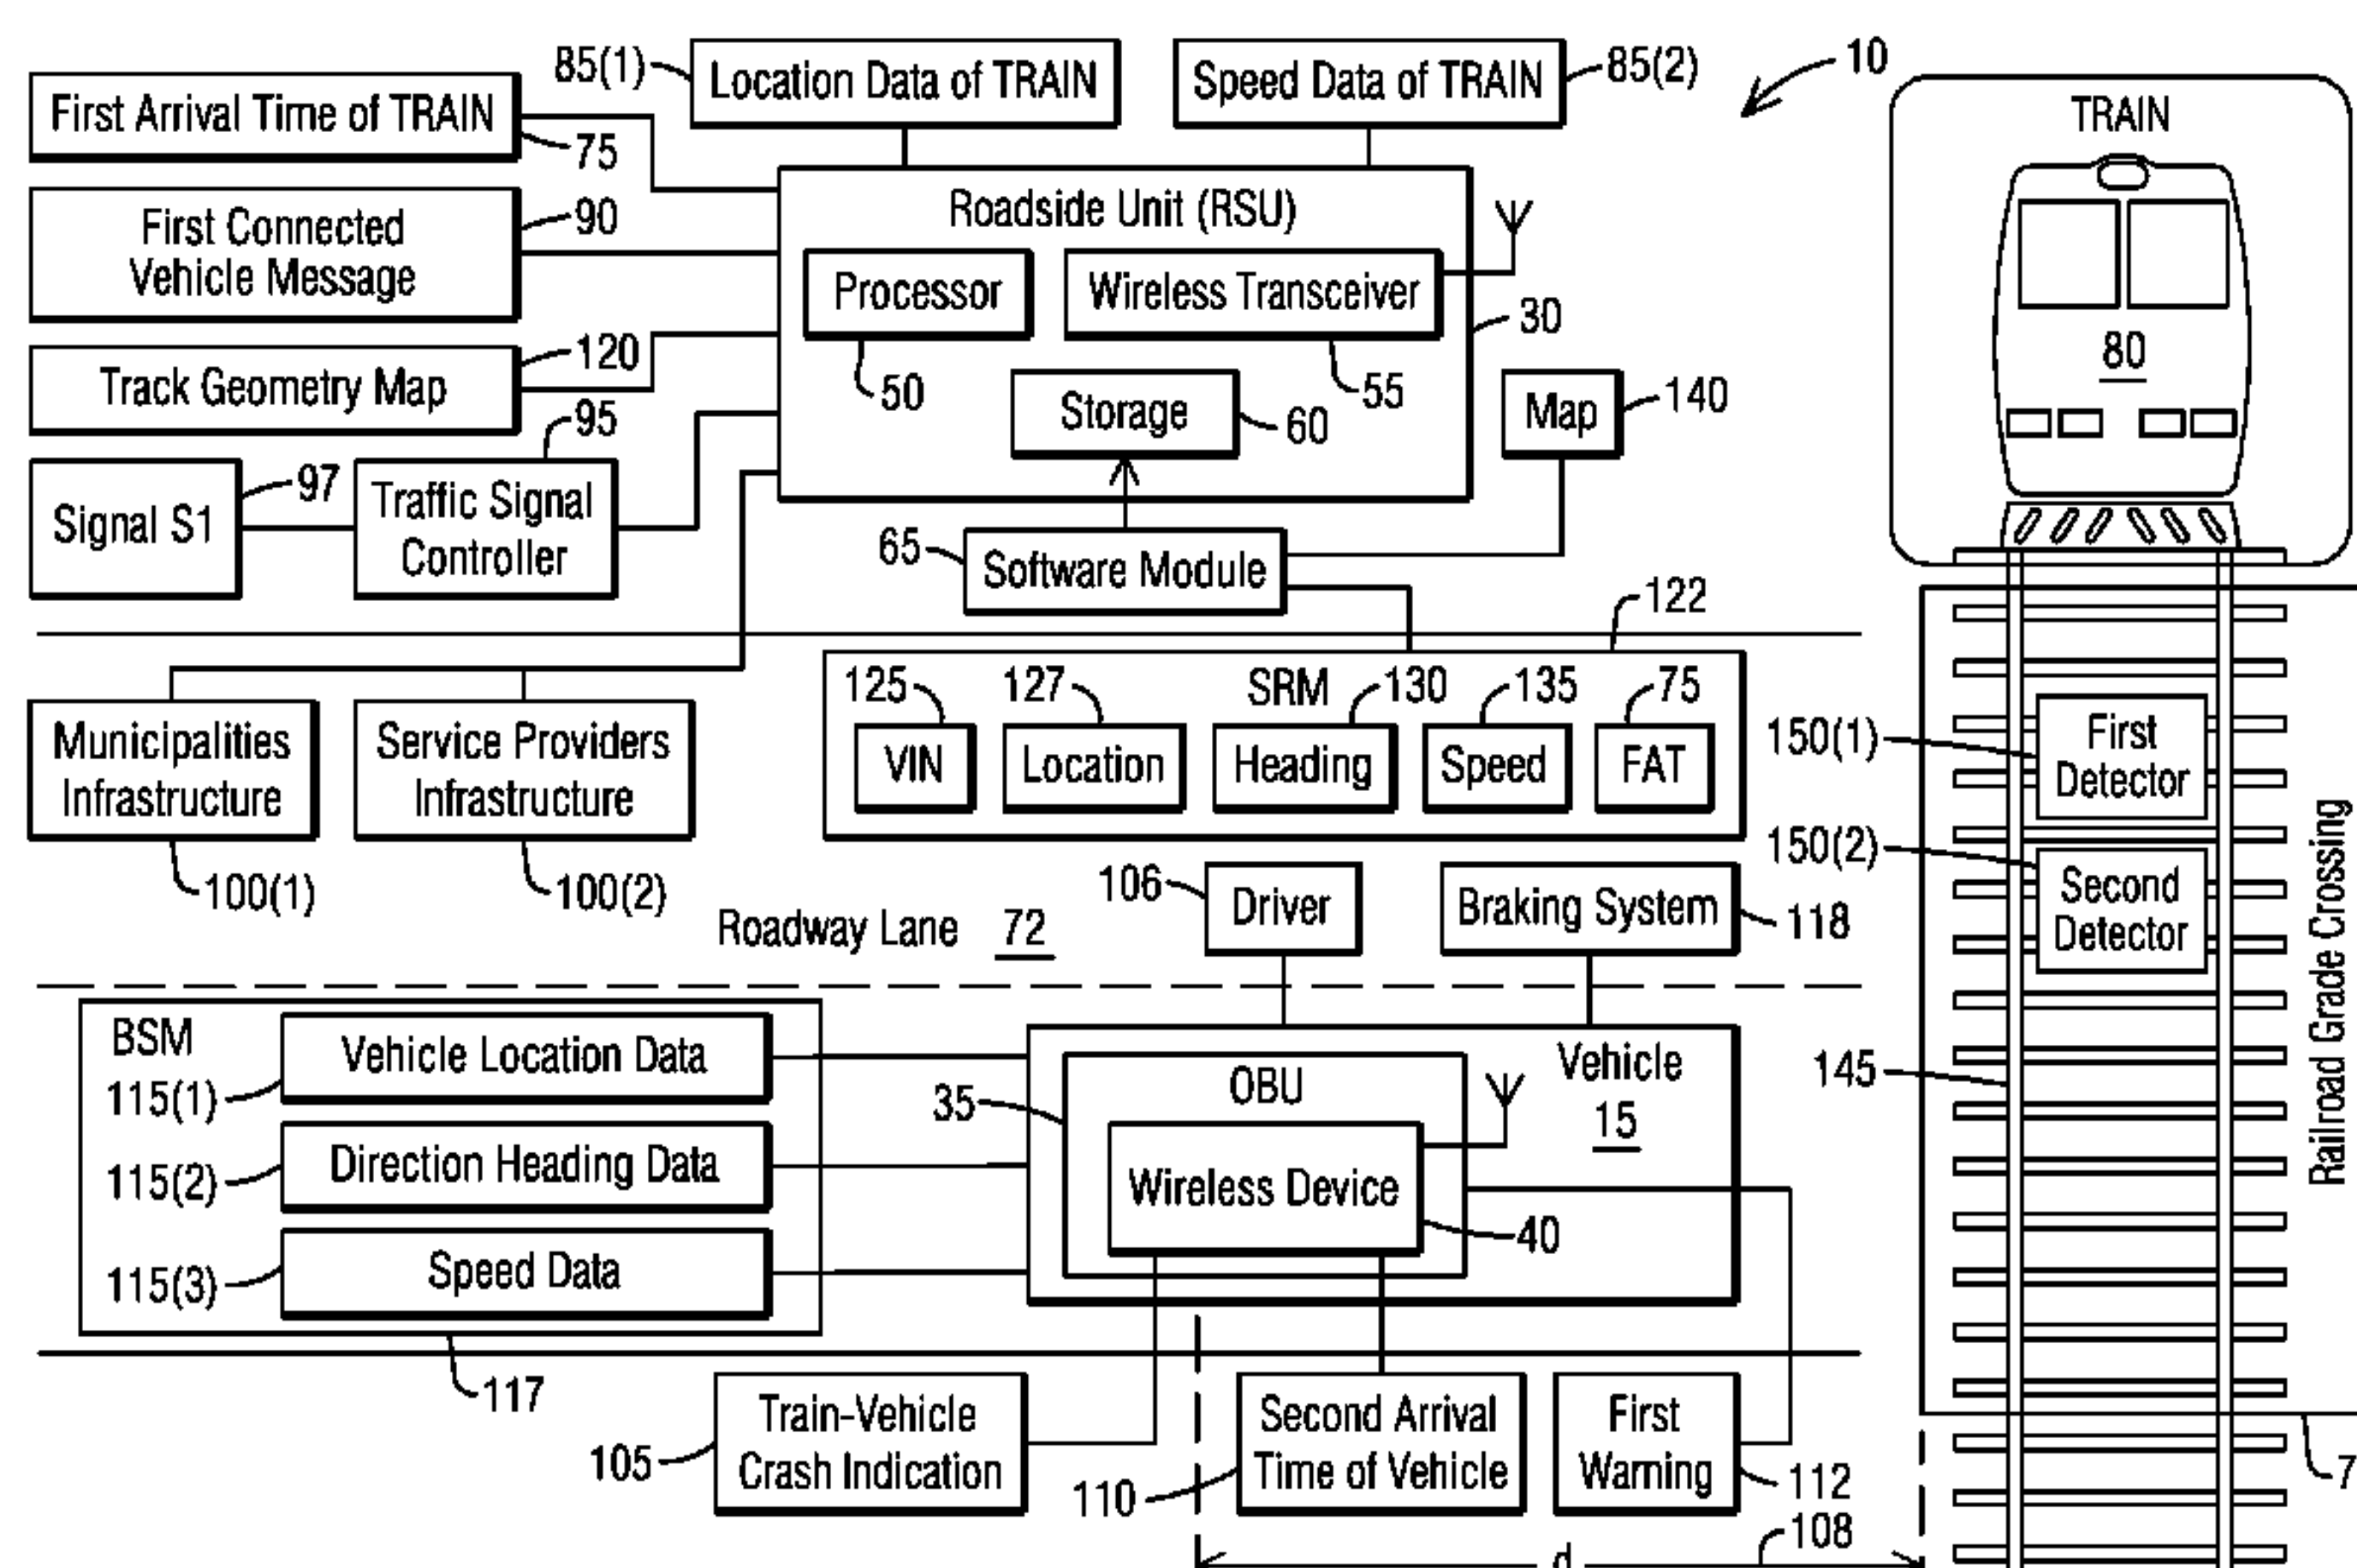 85(1)
Location Data of TRAIN
Speed Data of TRAIN
85(2)
10
First Arrival Time of TRAIN
75
TRAIN
First Connected
Vehicle Message
90
Roadside Unit (RSU)
Processor
Wireless Transceiver
30
50
55
80
Track Geometry Map
120
Storage
60
Map
140
95
Signal S1
97
Traffic Signal
Controller
65
Software Module
122
Municipalities
Infrastructure
Service Providers
Infrastructure
100(1)
100(2)
125
127
SRM
130
135
75
VIN
Location
Heading
Speed
FAT
150(1)
First
Detector
150(2)
Second
Detector
Railroad Grade Crossing
106
Driver
Braking System
118
Roadway Lane 72
BSM
115(1)
Vehicle Location Data
115(2)
Direction Heading Data
115(3)
Speed Data
117
35
OBU
Vehicle
15
Wireless Device
40
145
105
Train-Vehicle
Crash Indication
110
Second Arrival
Time of Vehicle
First
Warning
112
108
d
7